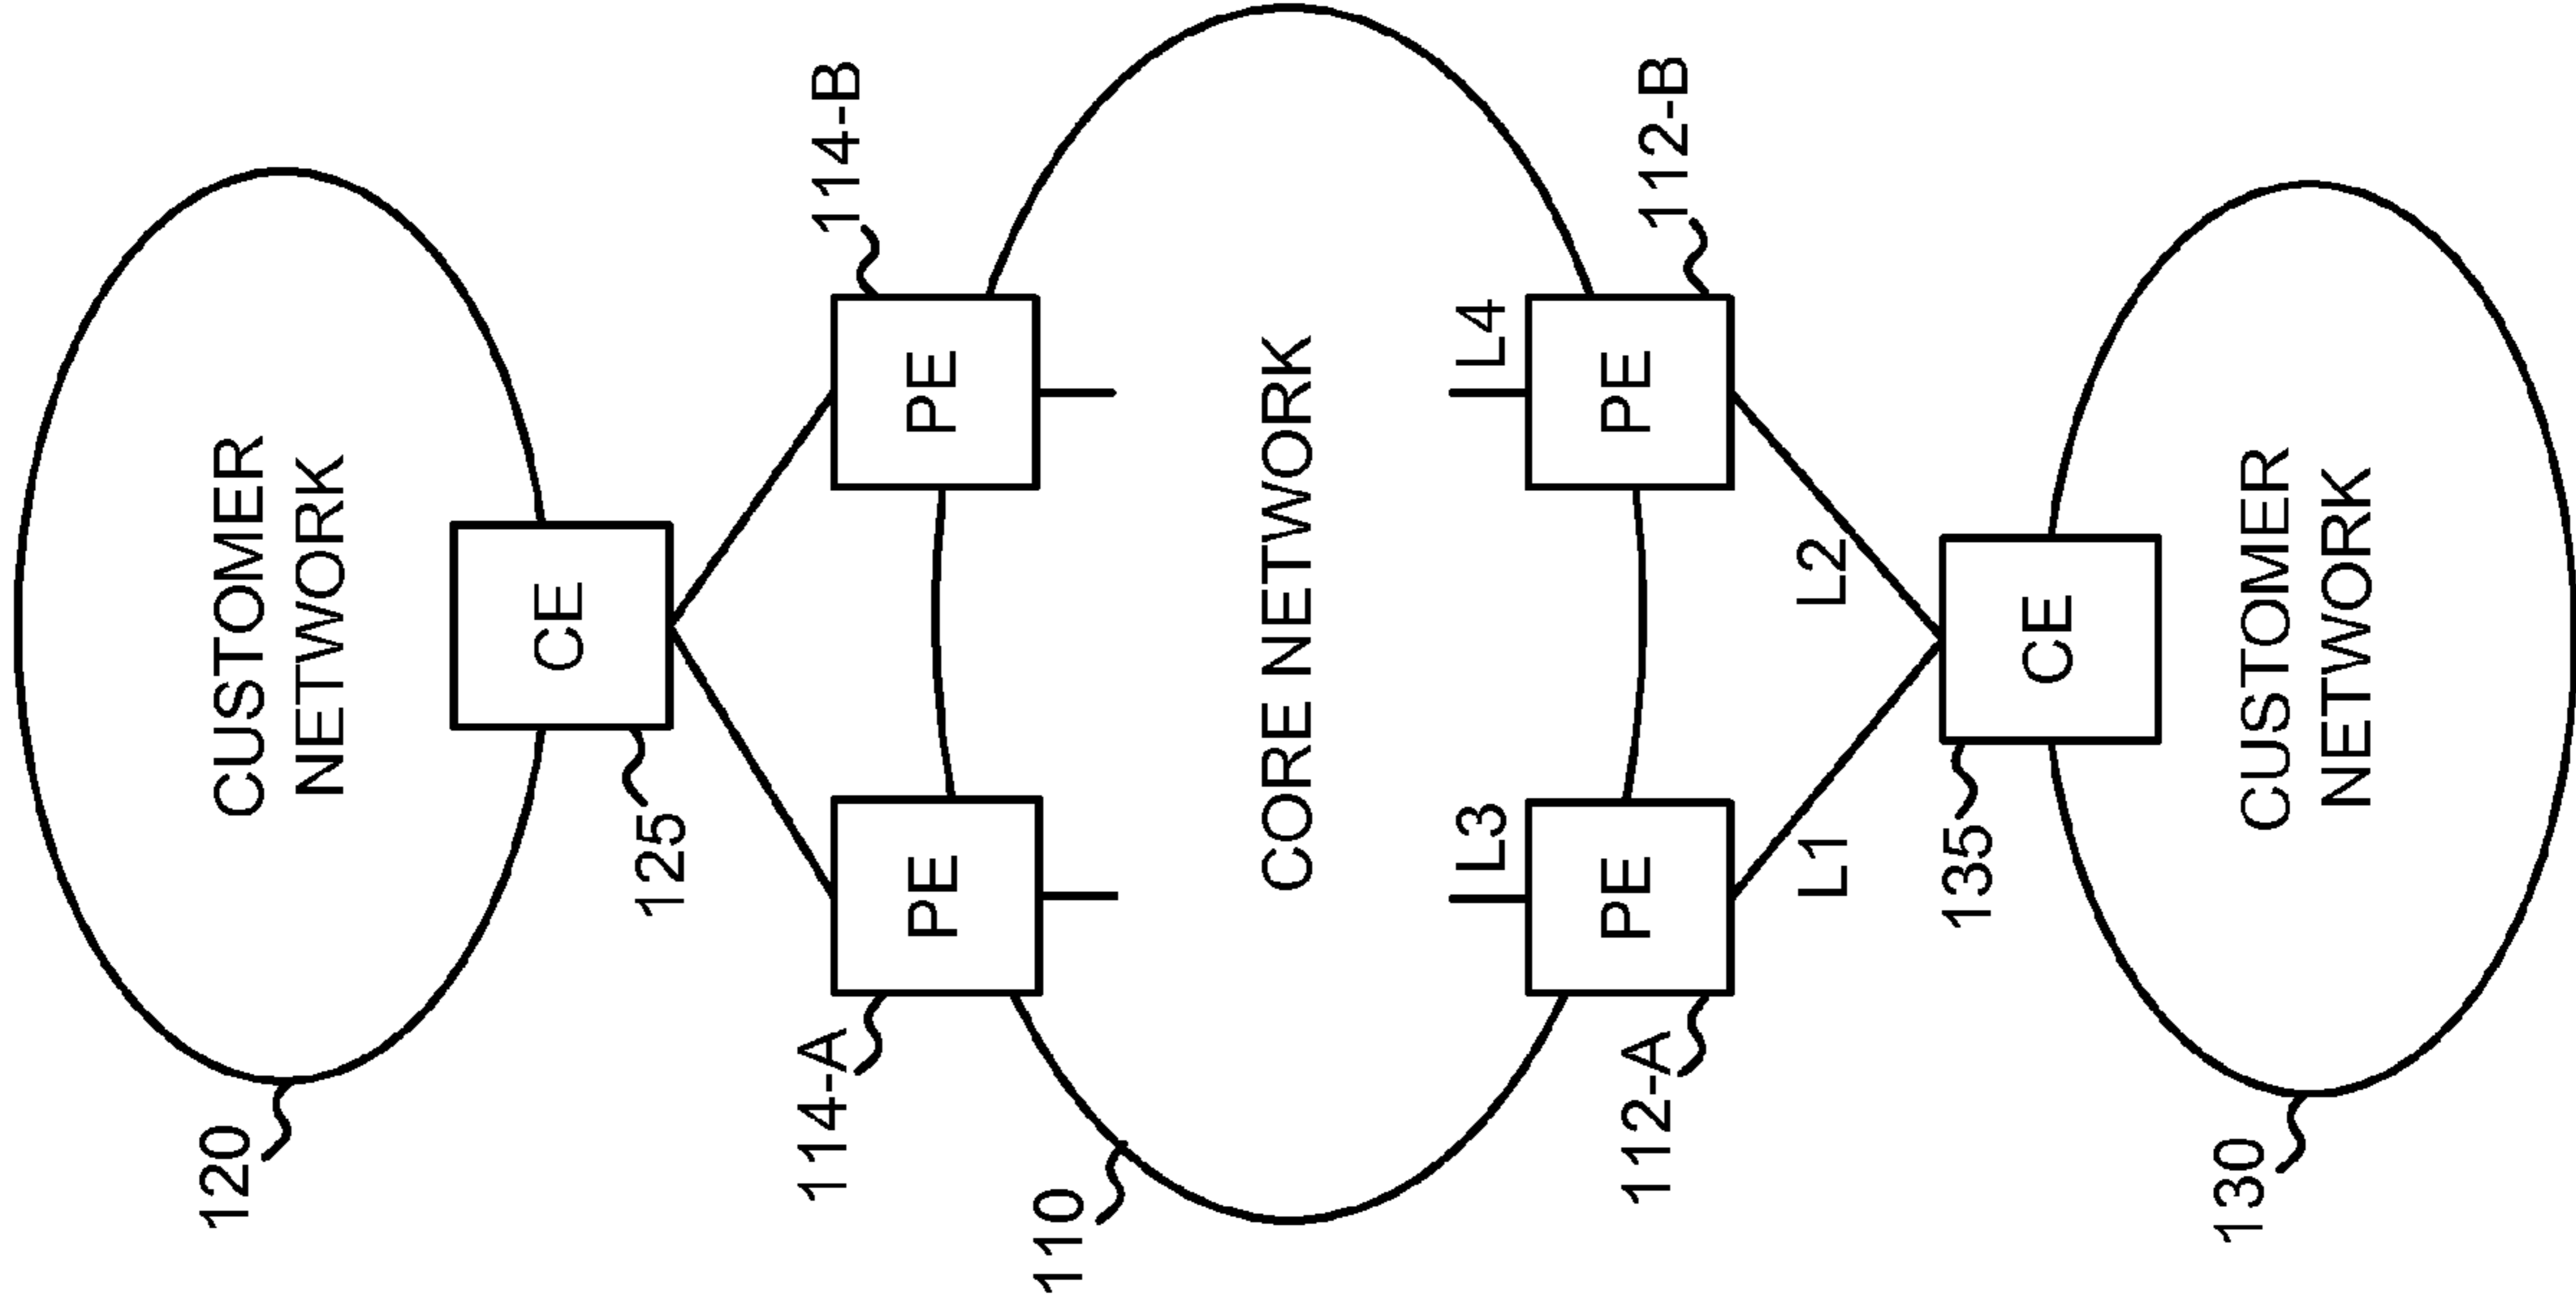 120
CUSTOMER
NETWORK
CE
125
114-A
PE
PE
114-B
110
CORE NETWORK
L3
L4
112-A
PE
PE
112-B
L1
L2
135
CE
130
CUSTOMER
NETWORK